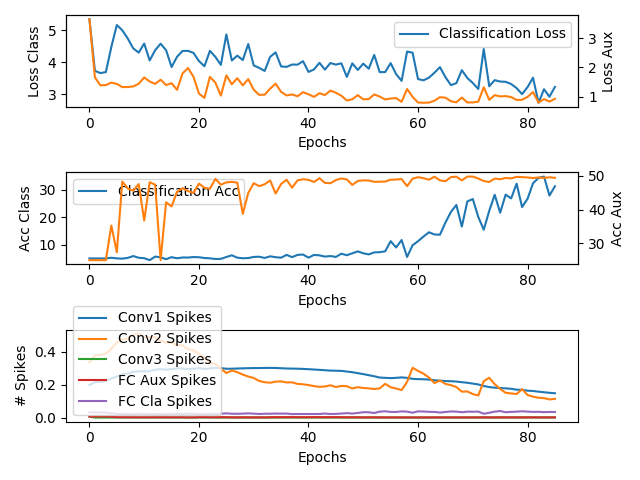 Classification Loss
Loss Class
5
4
3
3
2
1
Loss Aux
0 20 40 60 80
Epochs
Classification Acc
Acc Class
30
20
10
50
40
30
Acc Aux
0 20 40 60 80
Epochs
Conv1 Spikes
Conv2 Spikes
Conv3 Spikes
FC Aux Spikes
FC Cla Spikes
# Spikes
0.4
0.2
0.0
0 20 40 60 80
Epochs